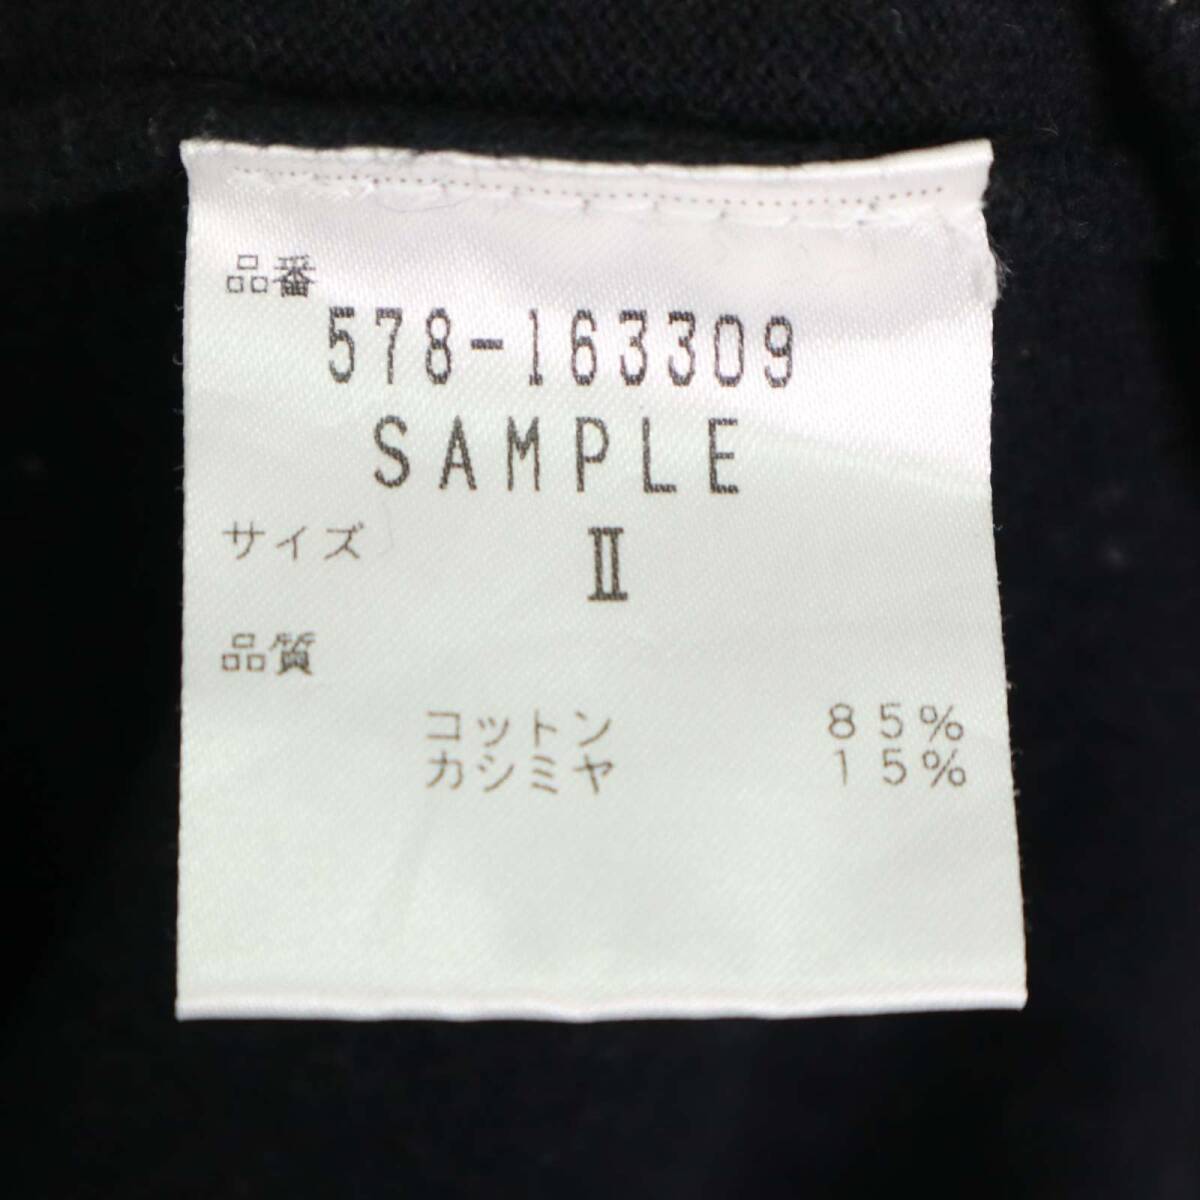 品番
578-163309
SAMPLE
サイズ Ⅱ
品質
コットン 85%
カシミヤ 15%